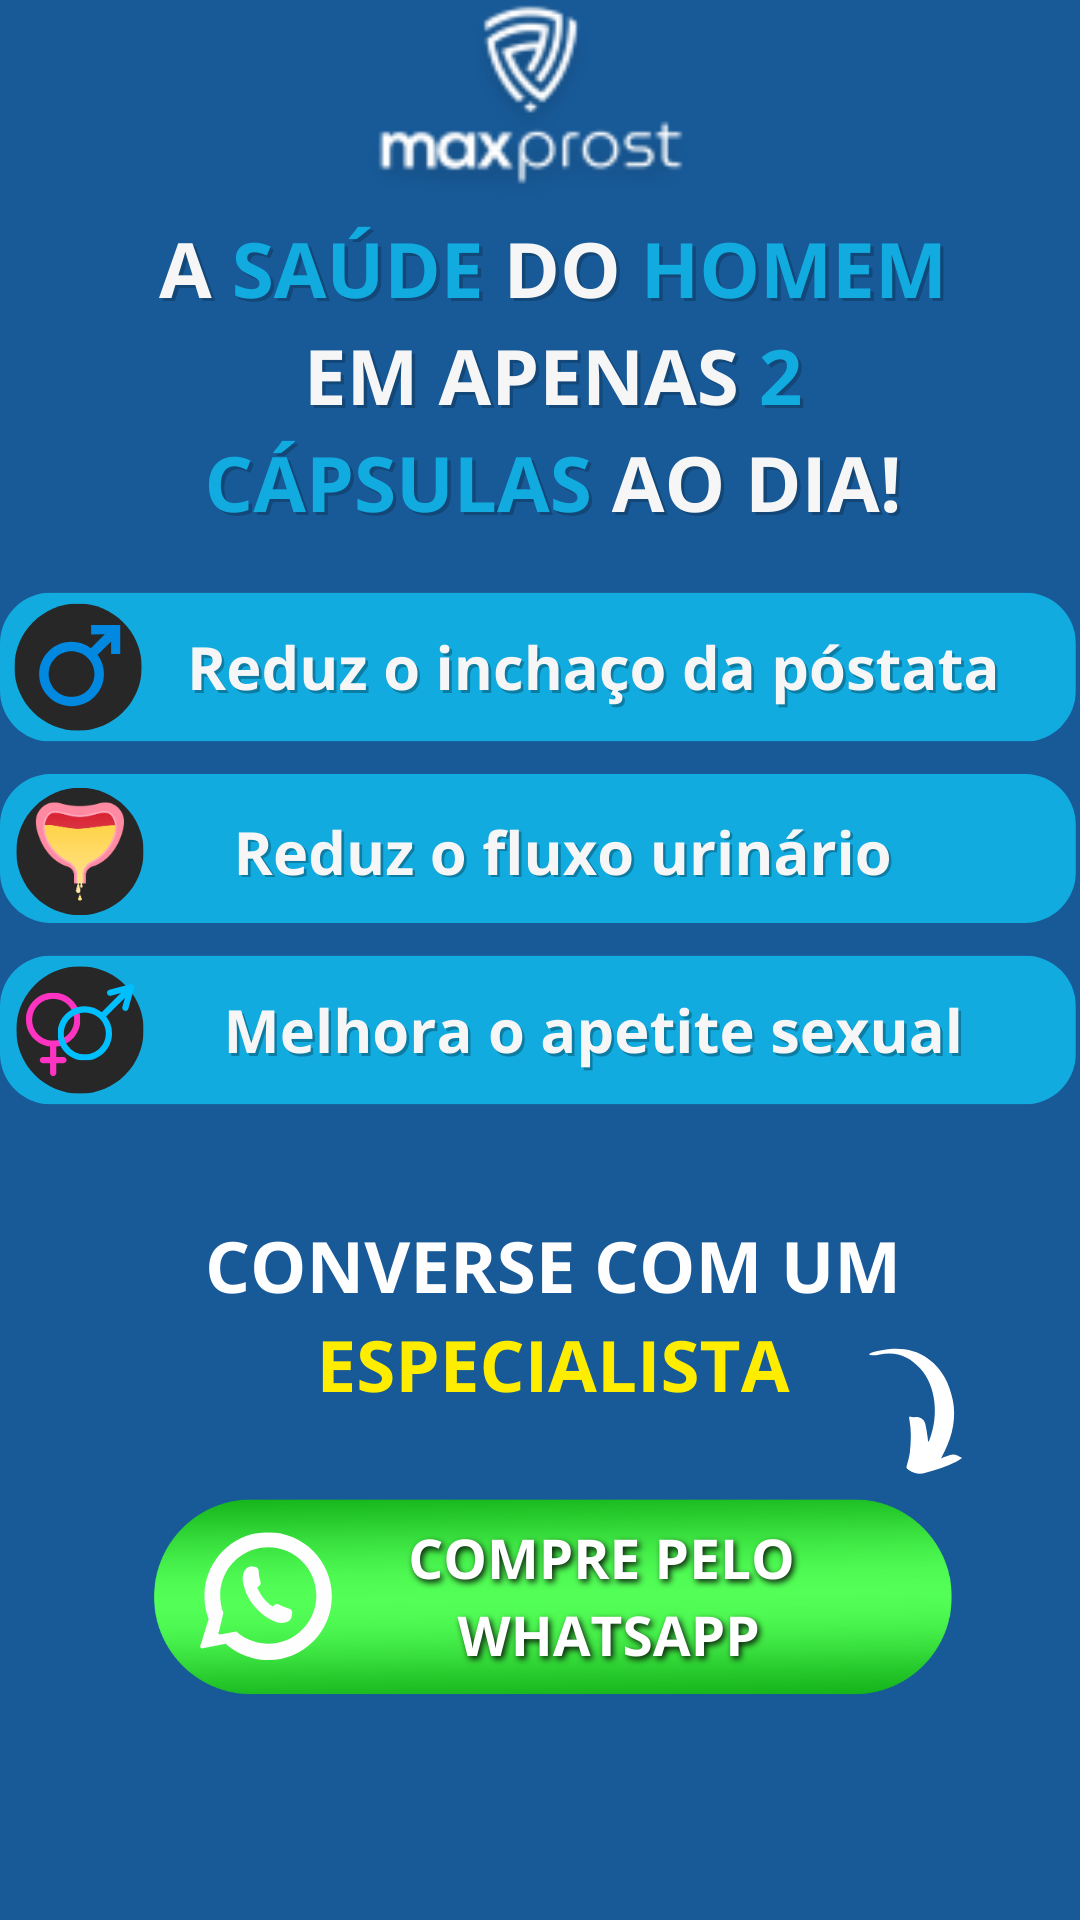 maxprost
A SAÚDE DO HOMEM
EM APENAS 2
CÁPSULAS AO DIA!
Reduz o inchaço da póstata
Reduz o fluxo urinário
Melhora o apetite sexual
CONVERSE COM UM
ESPECIALISTA
COMPRE PELO
WHATSAPP